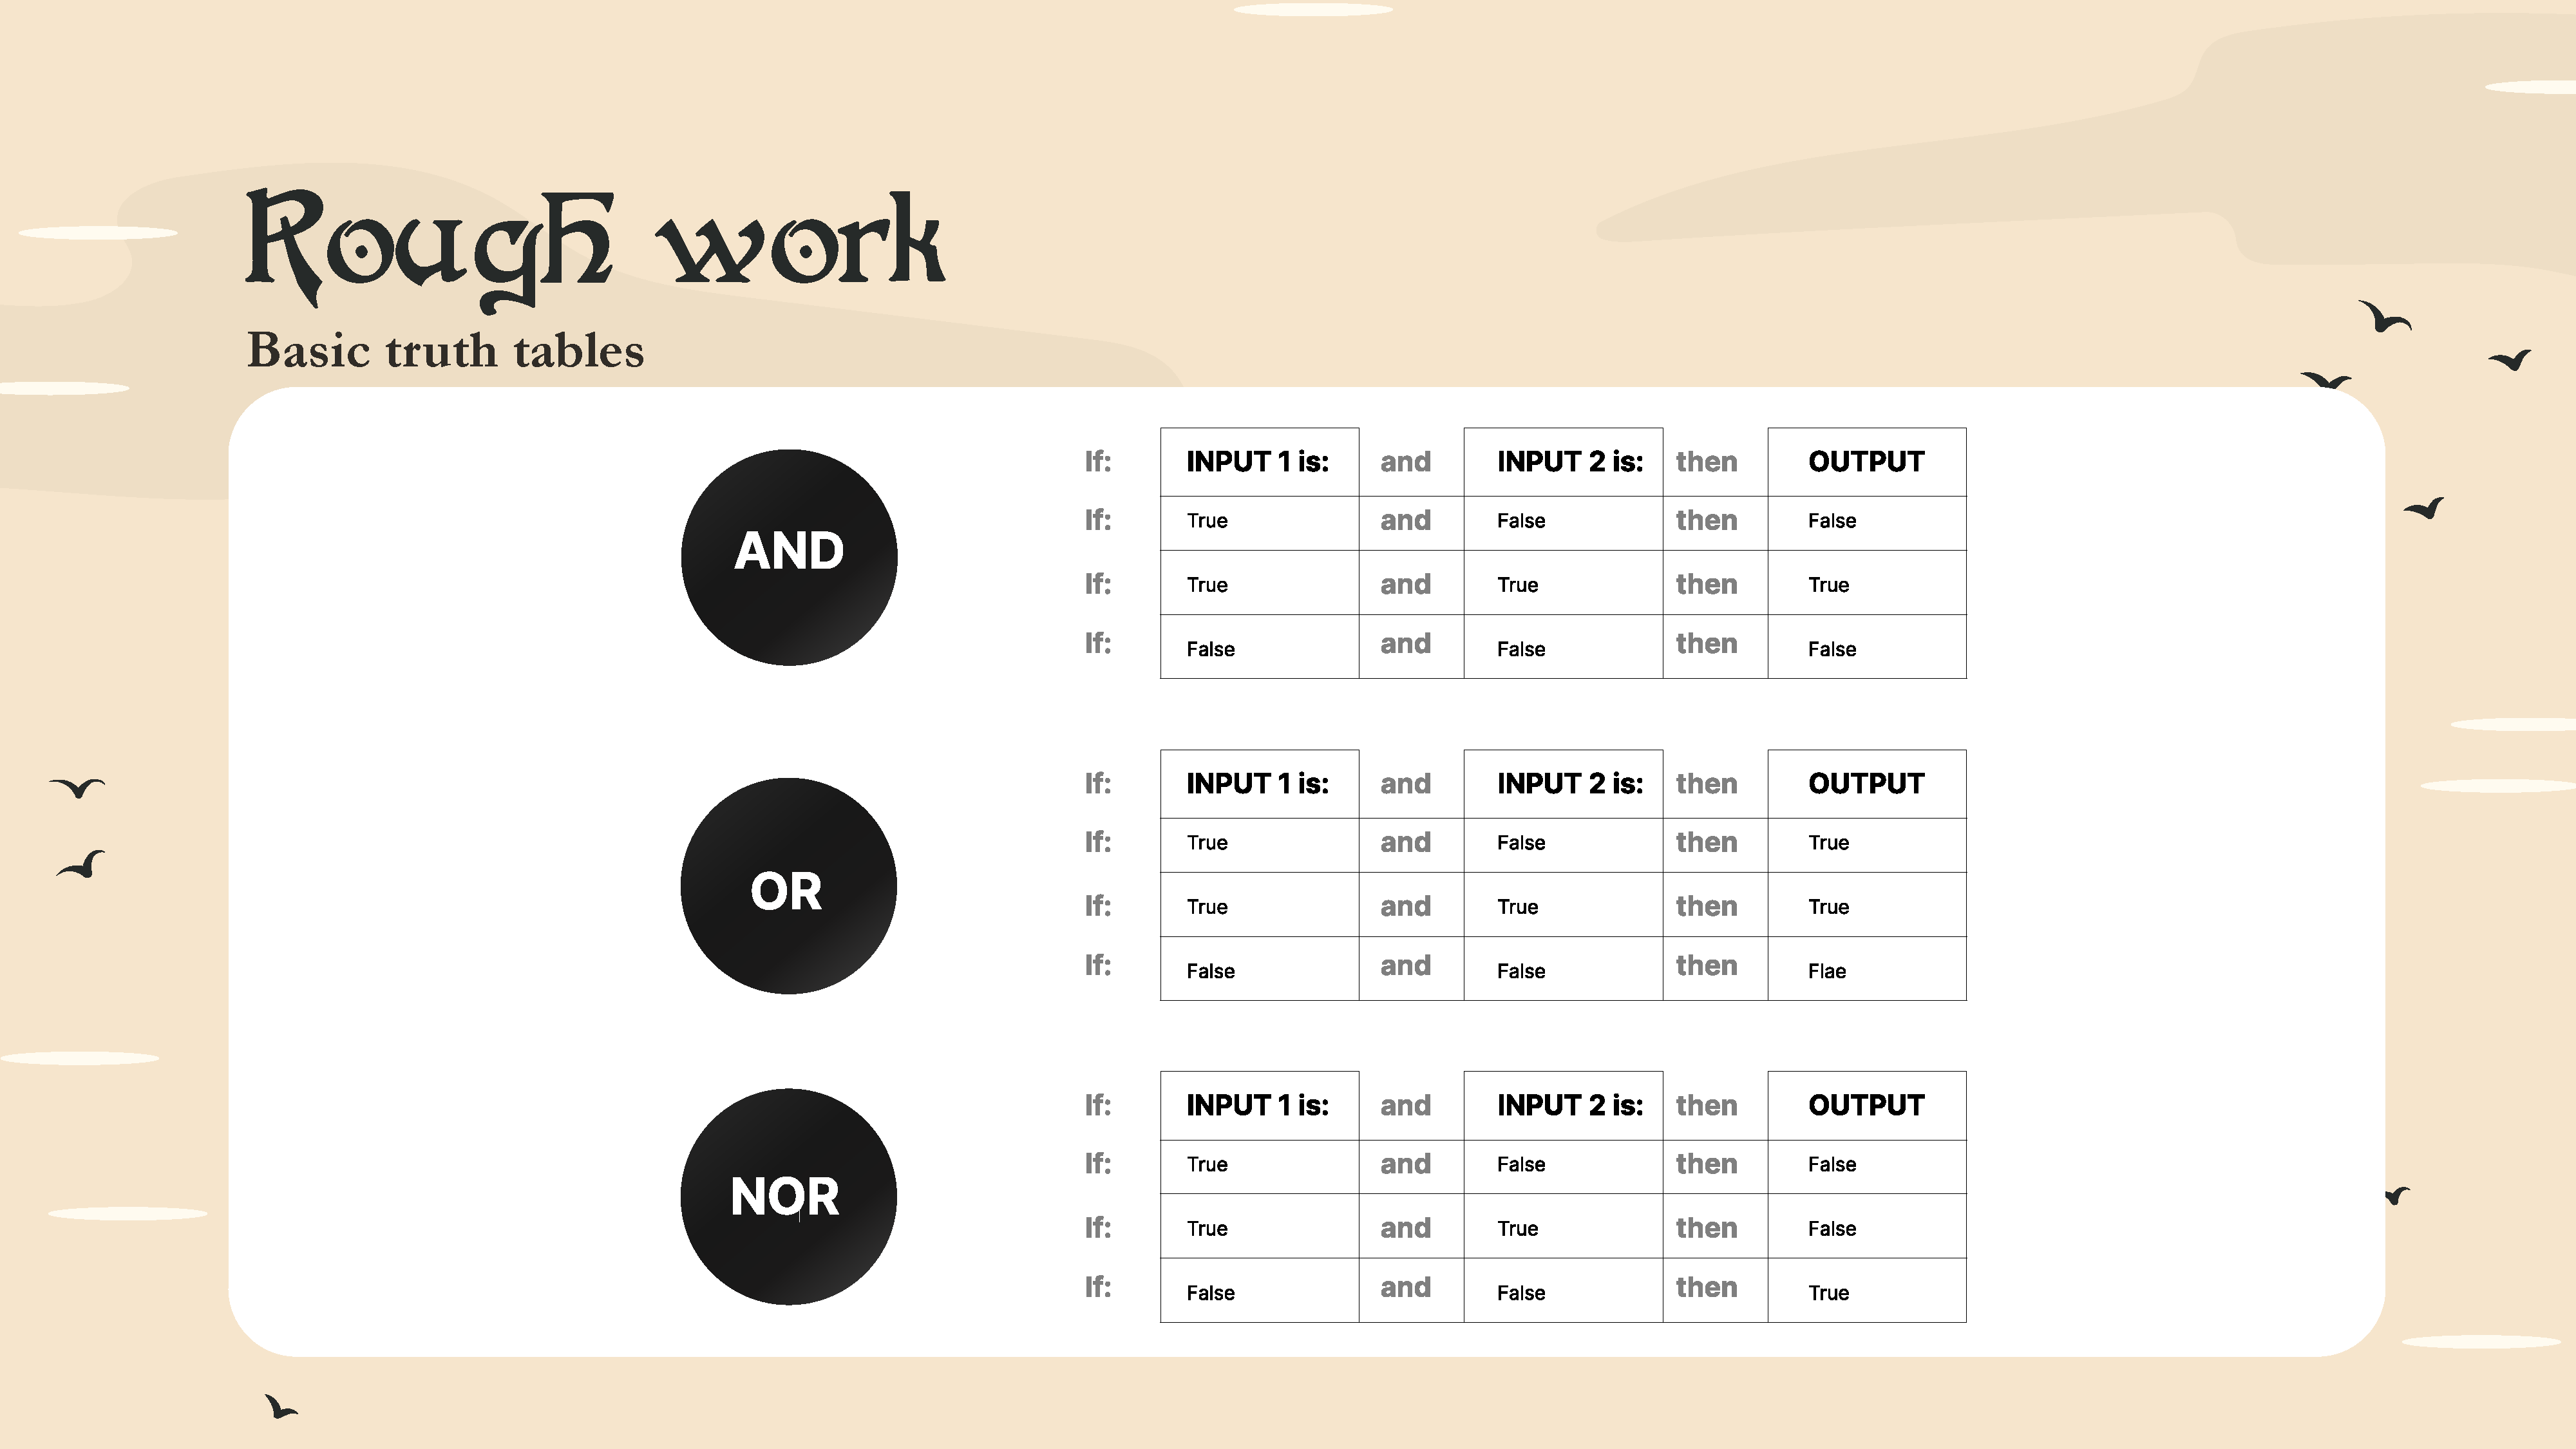 Rough work
Basic truth tables
AND
If: INPUT 1 is: and INPUT 2 is: then OUTPUT
If: True and False then False
If: True and True then True
If: False and False then False
OR
If: INPUT 1 is: and INPUT 2 is: then OUTPUT
If: True and False then True
If: True and True then True
If: False and False then Flae
NOR
If: INPUT 1 is: and INPUT 2 is: then OUTPUT
If: True and False then False
If: True and True then False
If: False and False then True